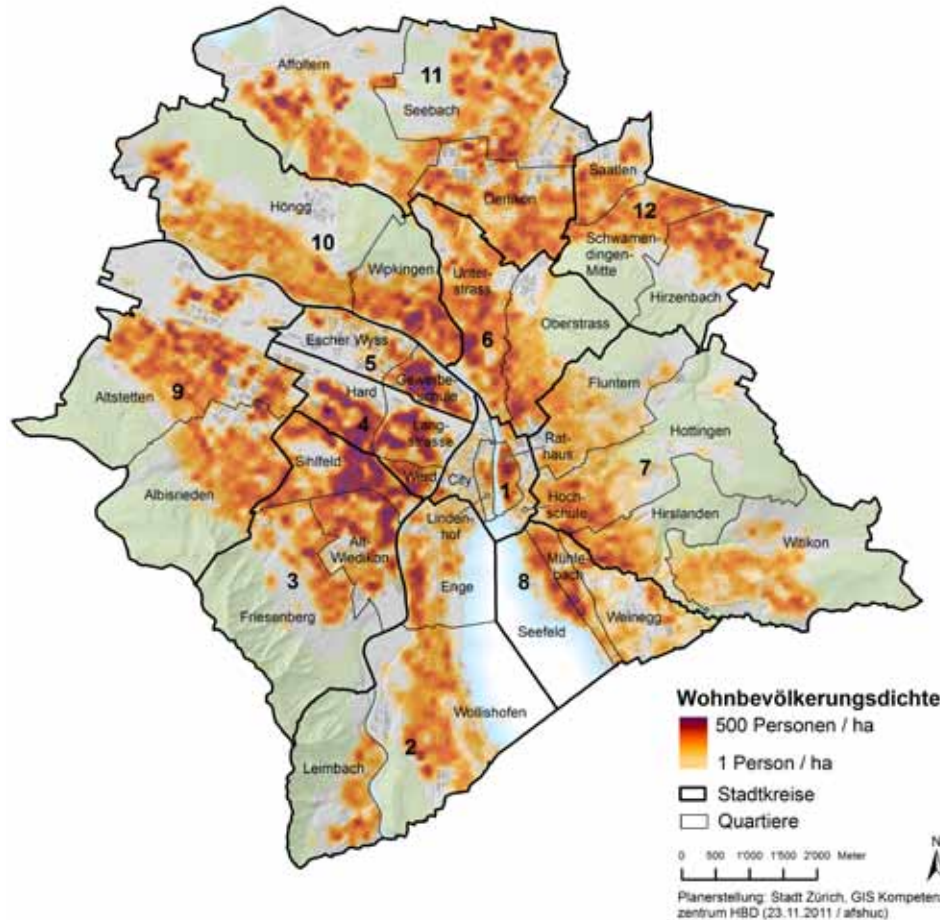 Affoltern
11
Seebach
Saatlen
Oerlikon
12
Höngg
10
Schwamen-
dingen-
Mitte
Wipkingen
Unter-
strass
Hirzenbach
Oberstrass
Escher Wyss
6
5
Fluntern
9
Hard
Gewerbe-
schule
Altstetten
4
Lang-
strasse
Hottingen
Rat-
haus
Sihlfeld
7
Werd
City
1
Albisrieden
Hoch-
schule
Hirslanden
Linden-
hof
Alt-
Wiedikon
Mühle-
bach
Witikon
3
8
Enge
Friesenberg
Weinegg
Seefeld
Wollishofen
2
Leimbach
Wohnbevölkerungsdichte
500 Personen / ha
1 Person / ha
Stadtkreise
Quartiere
N
0 500 1'000 1'500 2'000 Meter
Planerstellung: Stadt Zürich, GIS Kompeten
zentrum HBD (23.11.2011 / afshuc)